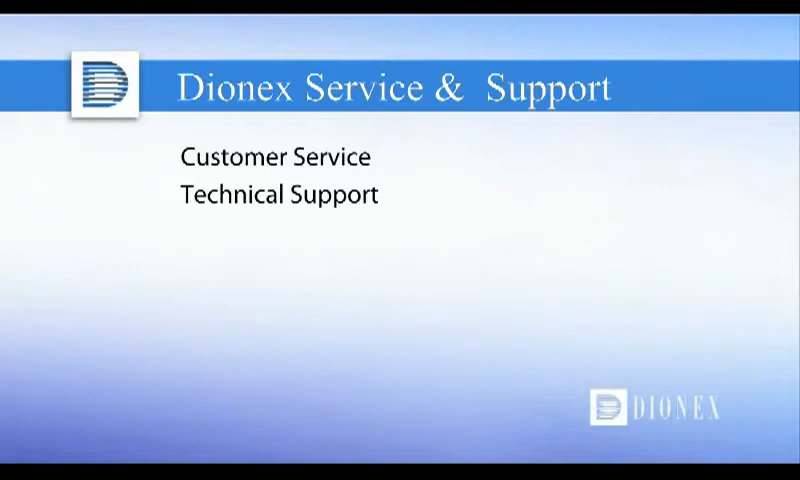 Dionex Service & Support
Customer Service
Technical Support
DIONEX